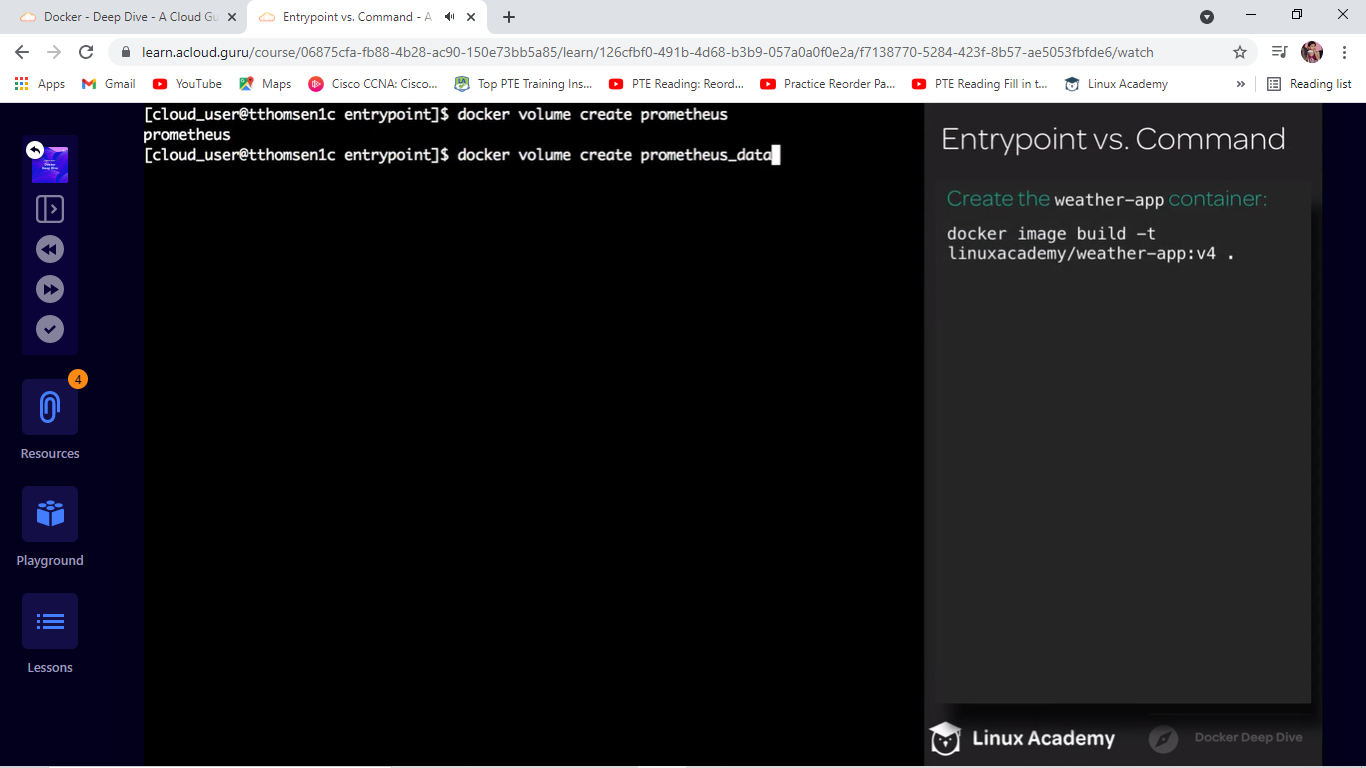 Docker - Deep Dive - A Cloud Gu
Entrypoint vs. Command - A
learn.acloud.guru/course/06875cfa-fb88-4b28-ac90-150e73bb5a85/learn/126cfbf0-491b-4d68-b3b9-057a0a0f0e2a/f7138770-5284-423f-8b57-ae5053fbfde6/watch
Apps Gmail YouTube Maps Cisco CCNA: Cisco... Top PTE Training Ins... PTE Reading: Reord... Practice Reorder Pa... PTE Reading Fill in t... Linux Academy » Reading list
[cloud_user@tthomsen1c entrypoint]$ docker volume create prometheus
prometheus
[cloud_user@tthomsen1c entrypoint]$ docker volume create prometheus_data
4
Resources
Playground
Lessons
Entrypoint vs. Command
Create the weather-app container:
docker image build -t
linuxacademy/weather-app:v4 .
Linux Academy
Docker Deep Dive